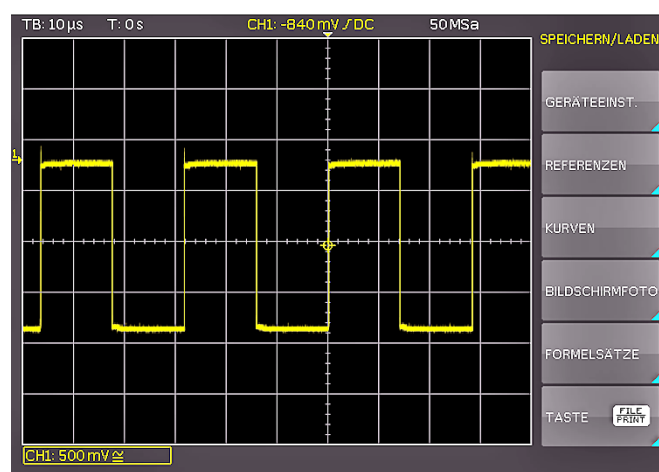 TB: 10 µs T: 0 s CH1: -840 mV / DC 50 MSa
SPEICHERN/LADEN
GERÄTEEINST.
1
REFERENZEN
KURVEN
BILDSCHIRMFOTO
FORMELSÄTZE
TASTE FILE PRINT
CH1: 500 mV ≅